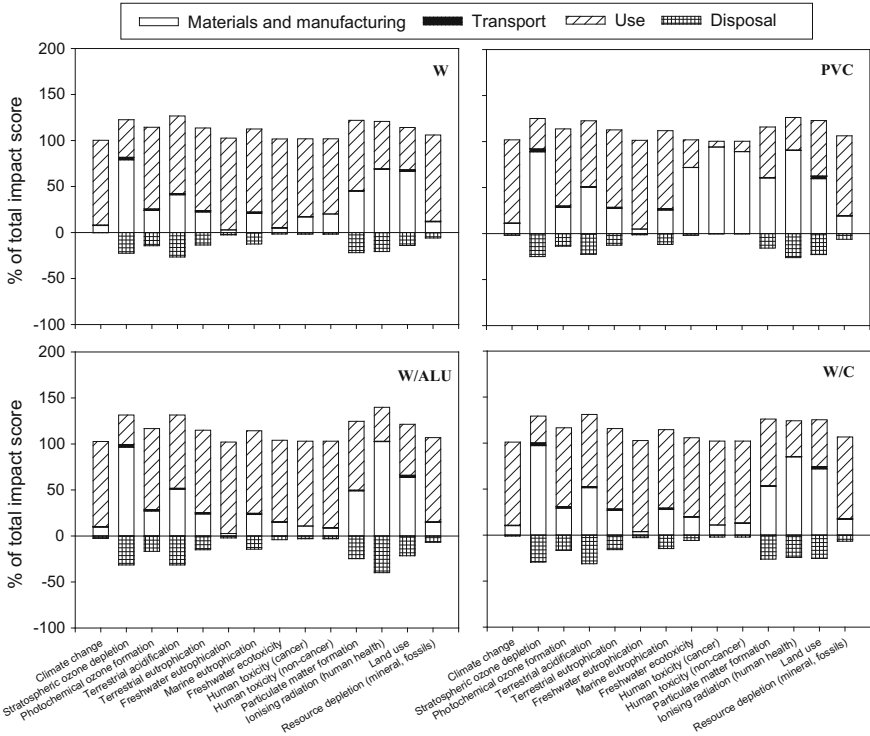 Materials and manufacturing Transport Use Disposal
% of total impact score
200
150
100
50
0
-50
-100
W
PVC
% of total impact score
200
150
100
50
0
-50
-100
W/ALU
W/C
Climate change
Stratospheric ozone depletion
Photochemical ozone formation
Terrestrial acidification
Terrestrial eutrophication
Freshwater eutrophication
Marine eutrophication
Freshwater ecotoxicity
Human toxicity (cancer)
Human toxicity (non-cancer)
Particulate matter formation
Ionising radiation (human health)
Land use
Resource depletion (mineral, fossils)
Climate change
Stratospheric ozone depletion
Photochemical ozone formation
Terrestrial acidification
Terrestrial eutrophication
Freshwater eutrophication
Marine eutrophication
Freshwater ecotoxicity
Human toxicity (cancer)
Human toxicity (non-cancer)
Particulate matter formation
Ionising radiation (human health)
Land use
Resource depletion (mineral, fossils)